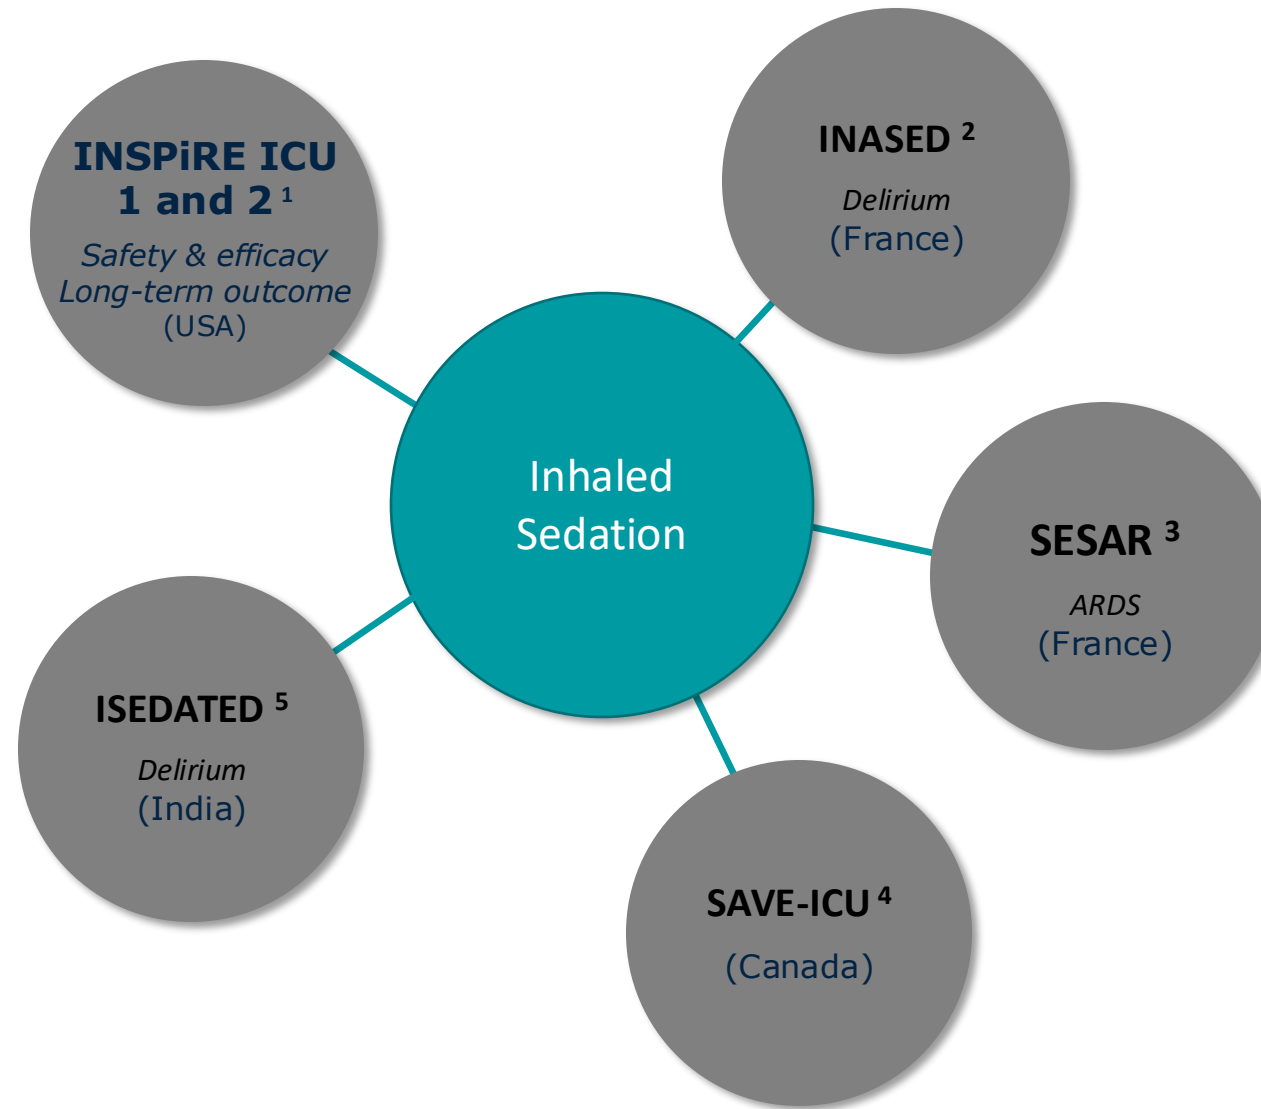 INSPiRE ICU
1 and 2 1
Safety & efficacy
Long-term outcome
(USA)
INASED 2
Delirium
(France)
Inhaled
Sedation
SESAR 3
ARDS
(France)
ISEDATED 5
Delirium
(India)
SAVE-ICU 4
(Canada)